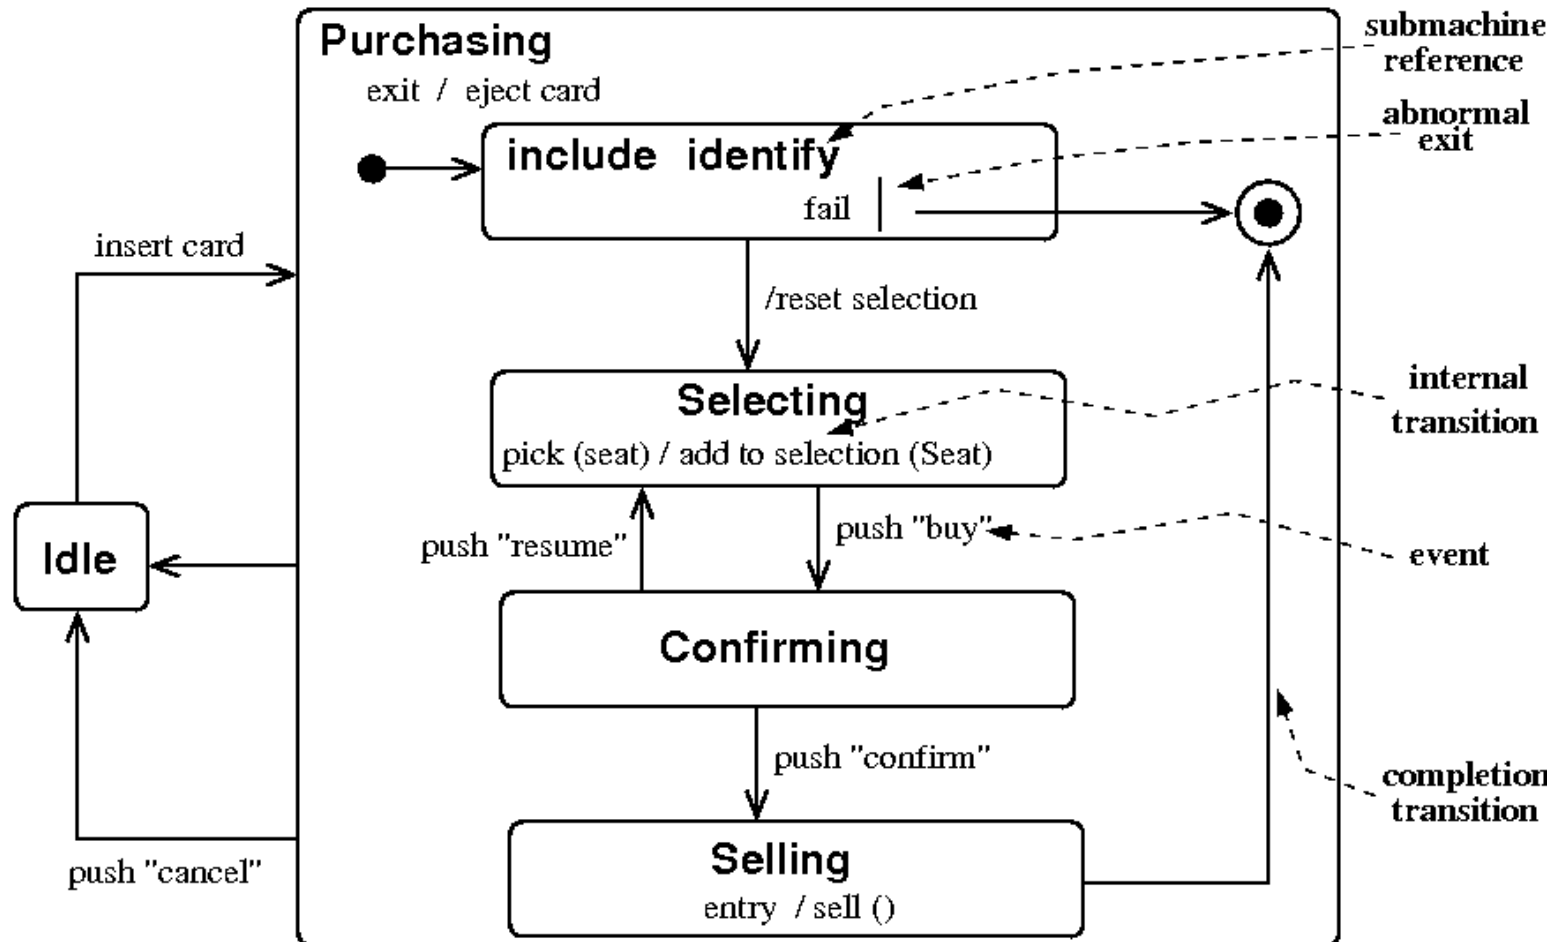 Purchasing
exit / eject card
submachine
reference
include identify
fail
abnormal
exit
insert card
/reset selection
Selecting
pick (seat) / add to selection (Seat)
internal
transition
push "resume"
push "buy"
event
Idle
Confirming
push "confirm"
completion
transition
push "cancel"
Selling
entry / sell ()